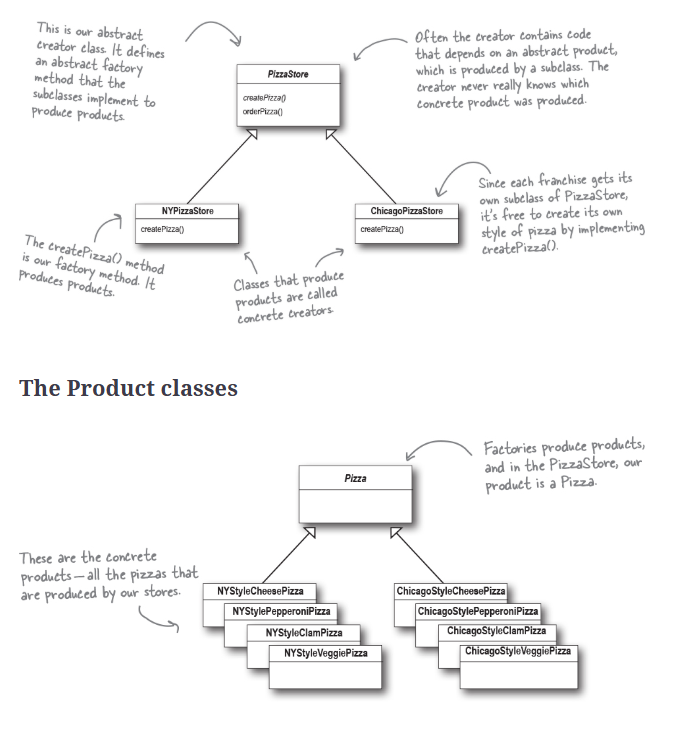 This is our abstract
creator class. It defines
an abstract factory
method that the
subclasses implement to
produce products.
Often the creator contains code
that depends on an abstract product,
which is produced by a subclass. The
creator never really knows which
concrete product was produced.
PizzaStore
createPizza()
orderPizza()
NYPizzaStore
createPizza()
ChicagoPizzaStore
createPizza()
Since each franchise gets its
own subclass of PizzaStore,
it's free to create its own
style of pizza by implementing
createPizza().
The createPizza() method
is our factory method. It
produces products.
Classes that produce
products are called
concrete creators.
The Product classes
Factories produce products,
and in the PizzaStore, our
product is a Pizza.
Pizza
These are the concrete
products—all the pizzas that
are produced by our stores.
NYStyleCheesePizza
NYStylePepperoniPizza
NYStyleClamPizza
NYStyleVeggiePizza
ChicagoStyleCheesePizza
ChicagoStylePepperoniPizza
ChicagoStyleClamPizza
ChicagoStyleVeggiePizza